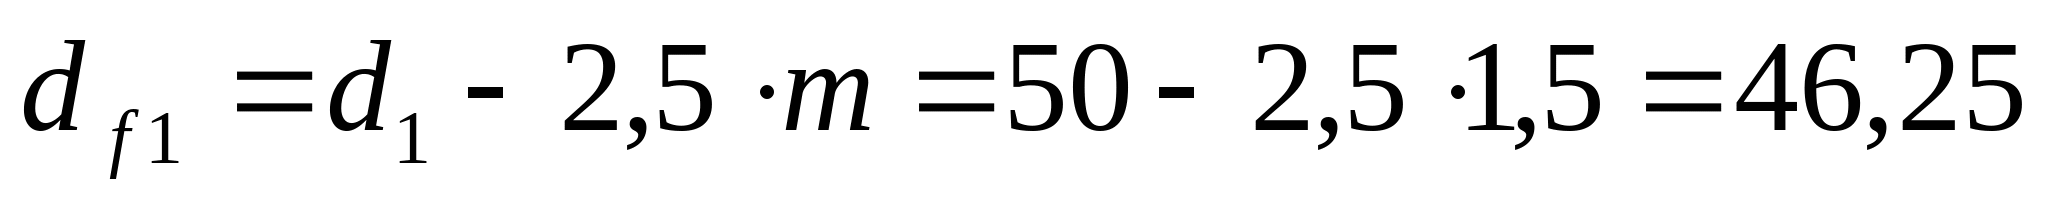 d f1 = d1 - 2,5 ·m = 50 - 2,5 ·1,5 = 46,25